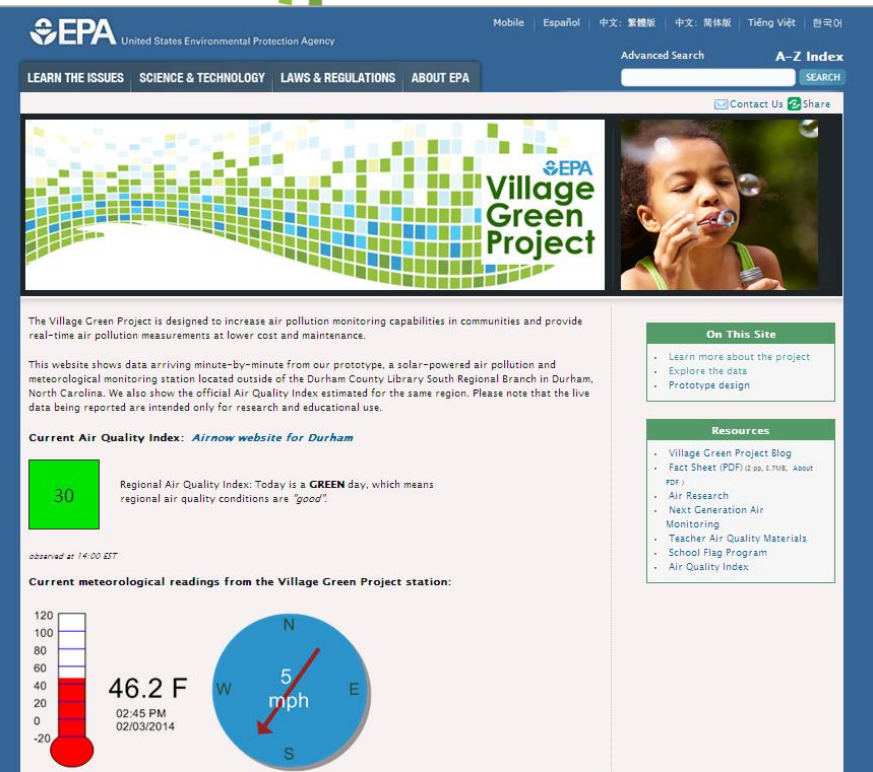 Mobile | Español | 中文: 繁體版 | 中文: 简体版 | Tiếng Việt | 한국어
EPA United States Environmental Protection Agency
Advanced Search A-Z Index
LEARN THE ISSUES SCIENCE & TECHNOLOGY LAWS & REGULATIONS ABOUT EPA
SEARCH
Contact Us Share
EPA
Village
Green
Project
The Village Green Project is designed to increase air pollution monitoring capabilities in communities and provide
real-time air pollution measurements at lower cost and maintenance.
This website shows data arriving minute-by-minute from our prototype, a solar-powered air pollution and
meteorological monitoring station located outside of the Durham County Library South Regional Branch in Durham,
North Carolina. We also show the official Air Quality Index estimated for the same region. Please note that the live
data being reported are intended only for research and educational use.
Current Air Quality Index: Airnow website for Durham
30
Regional Air Quality Index: Today is a GREEN day, which means
regional air quality conditions are "good".
observed at 14:00 EST
Current meteorological readings from the Village Green Project station:
120
100
80
60
40
20
0
-20
46.2 F
02:45 PM
02/03/2014
N
W
5
mph
E
S
On This Site
Learn more about the project
Explore the data
Prototype design
Resources
Village Green Project Blog
Fact Sheet (PDF) (2 pp, 8.7MB, About
PDF )
Air Research
Next Generation Air
Monitoring
Teacher Air Quality Materials
School Flag Program
Air Quality Index